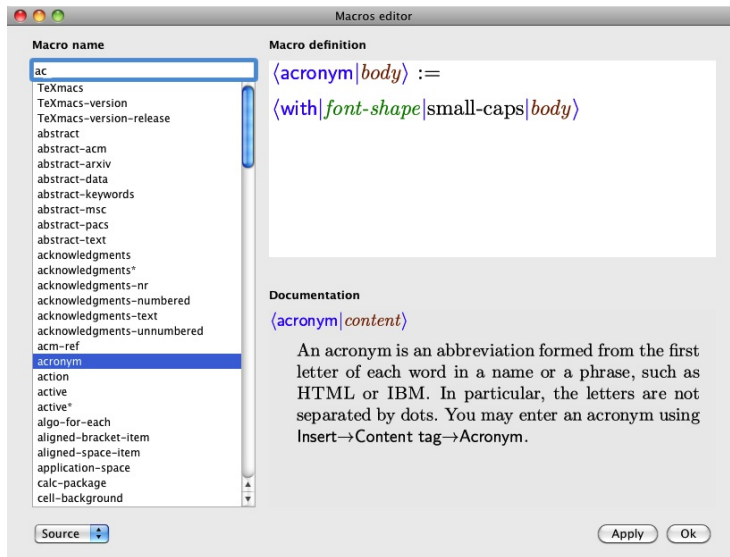 Macros editor
Macro name
ac
TeXmacs
TeXmacs-version
TeXmacs-version-release
abstract
abstract-acm
abstract-arxiv
abstract-data
abstract-keywords
abstract-msc
abstract-pacs
abstract-text
acknowledgments
acknowledgments*
acknowledgments-nr
acknowledgments-numbered
acknowledgments-text
acknowledgments-unnumbered
acm-ref
acronym
action
active
active*
algo-for-each
aligned-bracket-item
aligned-space-item
application-space
calc-package
cell-background
Source
Macro definition
⟨acronym|body⟩ :=
⟨with|font-shape|small-caps|body⟩
Documentation
⟨acronym|content⟩
An acronym is an abbreviation formed from the first
letter of each word in a name or a phrase, such as
HTML or IBM. In particular, the letters are not
separated by dots. You may enter an acronym using
Insert→Content tag→Acronym.
Apply
Ok